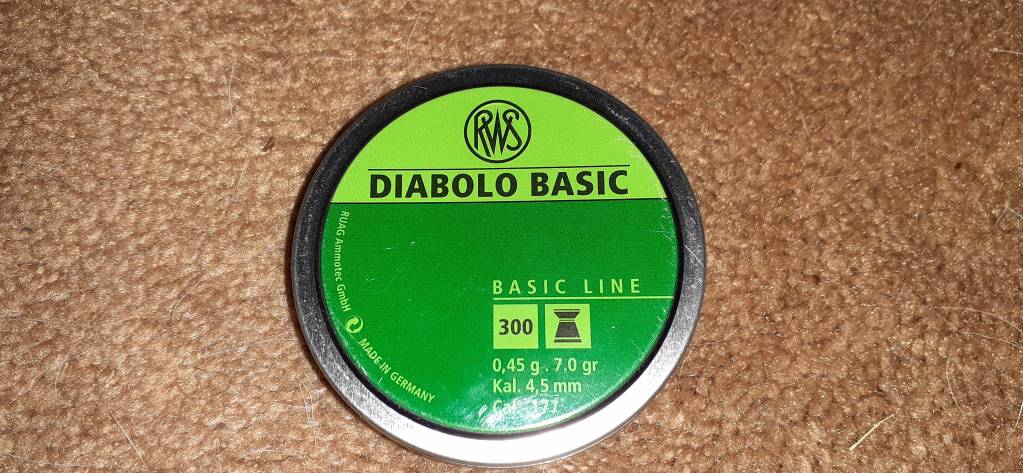 RWS
DIABOLO BASIC
BASIC LINE
300
0,45 g . 7.0 gr
Kal. 4,5 mm
Cal. .177
RUAG Ammotec GmbH
MADE IN GERMANY